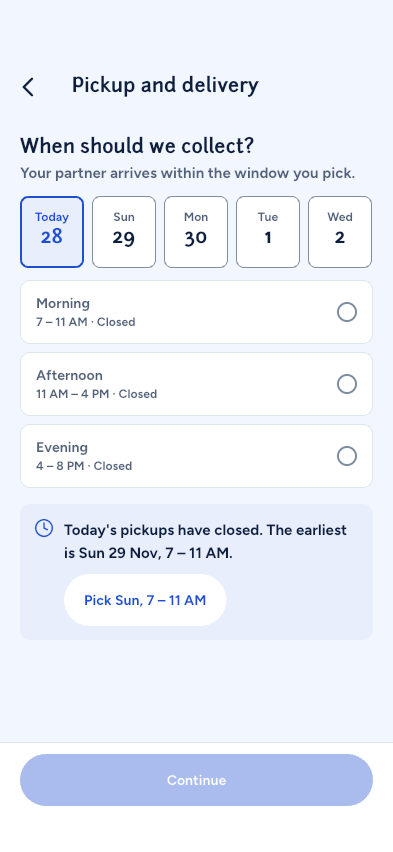 Pickup and delivery
When should we collect?
Your partner arrives within the window you pick.
Today Sun Mon Tue Wed
28 29 30 1 2
Morning
7 – 11 AM · Closed
Afternoon
11 AM – 4 PM · Closed
Evening
4 – 8 PM · Closed
Today's pickups have closed. The earliest
is Sun 29 Nov, 7 – 11 AM.
Pick Sun, 7 – 11 AM
Continue